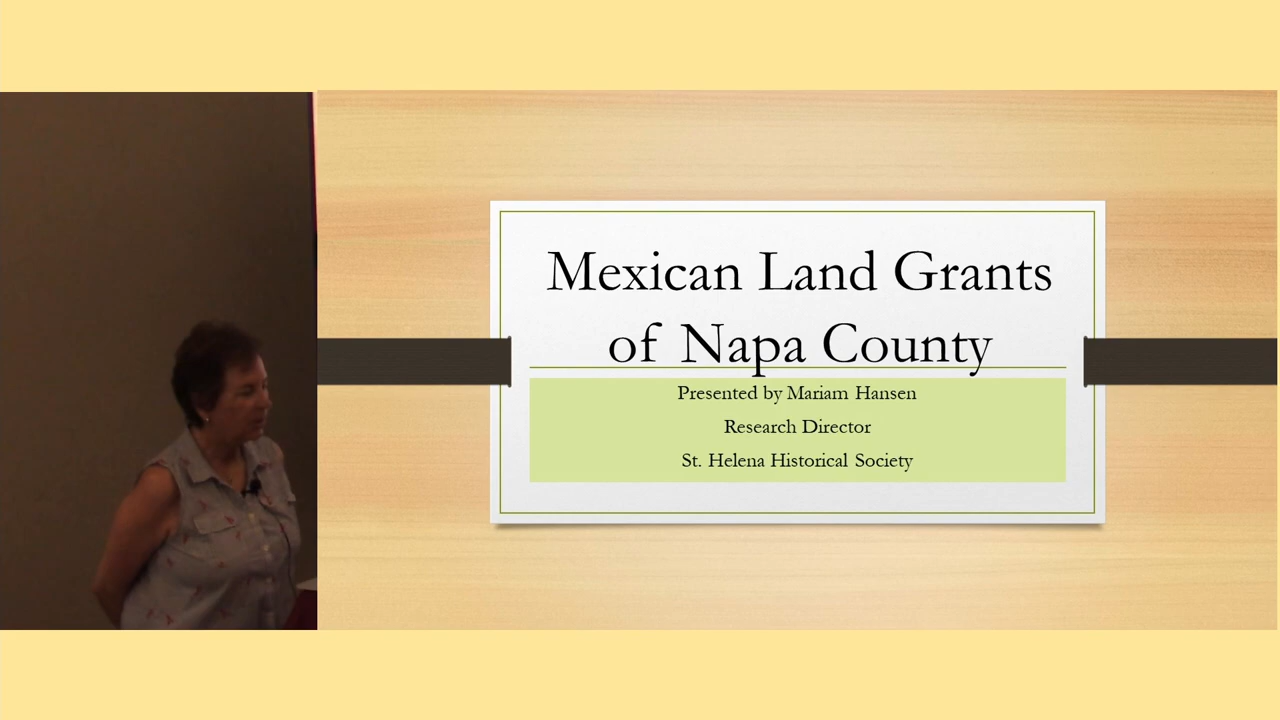 Mexican Land Grants
of Napa County
Presented by Mariam Hansen
Research Director
St. Helena Historical Society